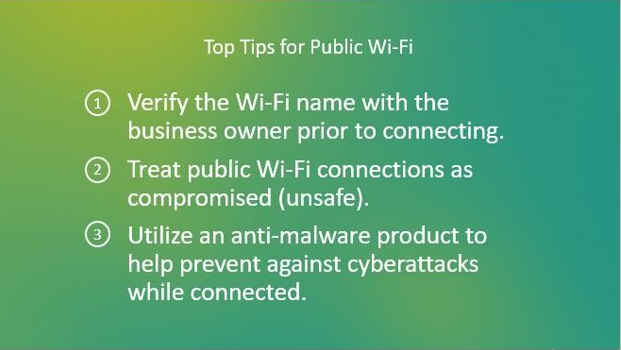 Top Tips for Public Wi-Fi
1 Verify the Wi-Fi name with the
business owner prior to connecting.
2 Treat public Wi-Fi connections as
compromised (unsafe).
3 Utilize an anti-malware product to
help prevent against cyberattacks
while connected.